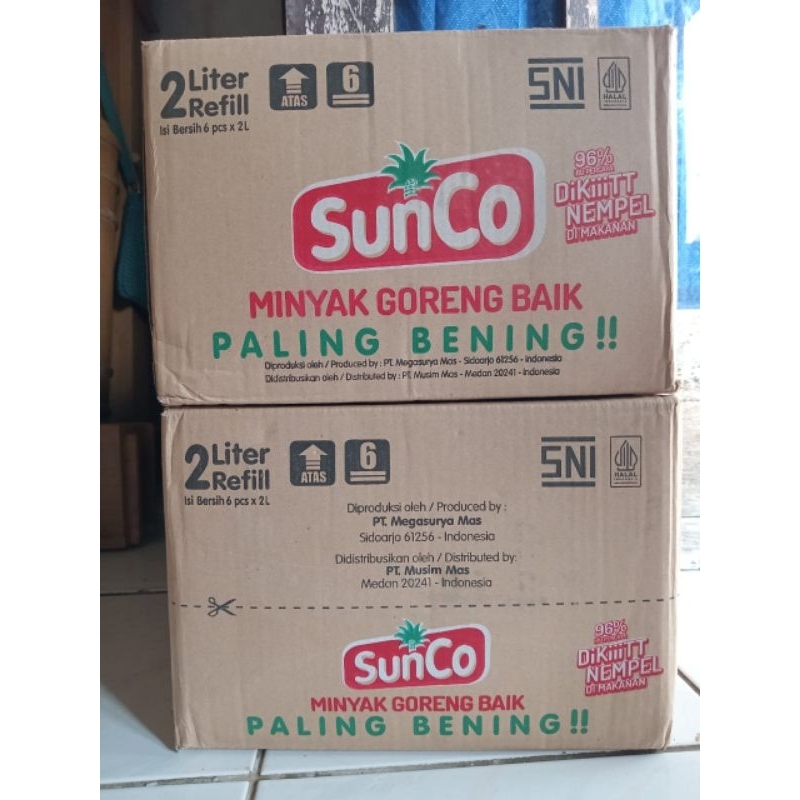 2 Liter
Refill
Isi Bersih 6 pcs x 2L
ATAS
6
SNI
HALAL
INDONESIA
SunCo
96%
IBU PERCAYA
DiKiiiTT
NEMPEL
DI MAKANAN
MINYAK GORENG BAIK
PALING BENING!!
Diproduksi oleh / Produced by : PT. Megasurya Mas - Sidoarjo 61256 - Indonesia
Didistribusikan oleh / Distributed by : PT. Musim Mas - Medan 20241 - Indonesia
2 Liter
Refill
Isi Bersih 6 pcs x 2L
ATAS
6
SNI
HALAL
INDONESIA
Diproduksi oleh / Produced by :
PT. Megasurya Mas
Sidoarjo 61256 - Indonesia
Didistribusikan oleh / Distributed by:
PT. Musim Mas
Medan 20241 - Indonesia
SunCo
96%
DiKiiiTT
NEMPEL
DI MAKANAN
MINYAK GORENG BAIK
PALING BENING!!